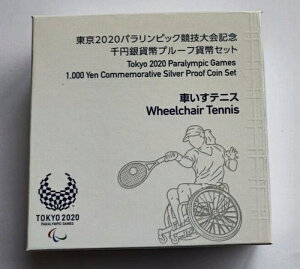 東京2020パラリンピック競技大会記念
千円銀貨幣プルーフ貨幣セット
Tokyo 2020 Paralympic Games
1,000 Yen Commemorative Silver Proof Coin Set
車いすテニス
Wheelchair Tennis
TOKYO 2020
PARALYMPIC GAMES